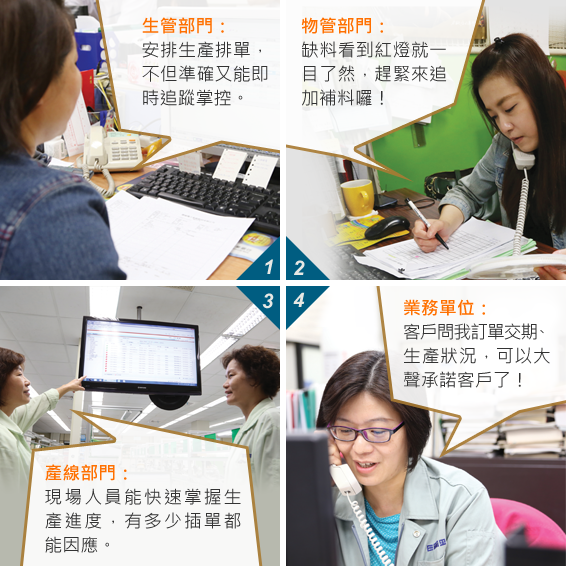 生管部門：
安排生產排單，
不但準確又能即
時追蹤掌控。
1
物管部門：
缺料看到紅燈就一
目了然，趕緊來追
加補料囉！
2
3
產線部門：
現場人員能快速掌握生
產進度，有多少插單都
能因應。
4
業務單位：
客戶問我訂單交期、
生產狀況，可以大
聲承諾客戶了！